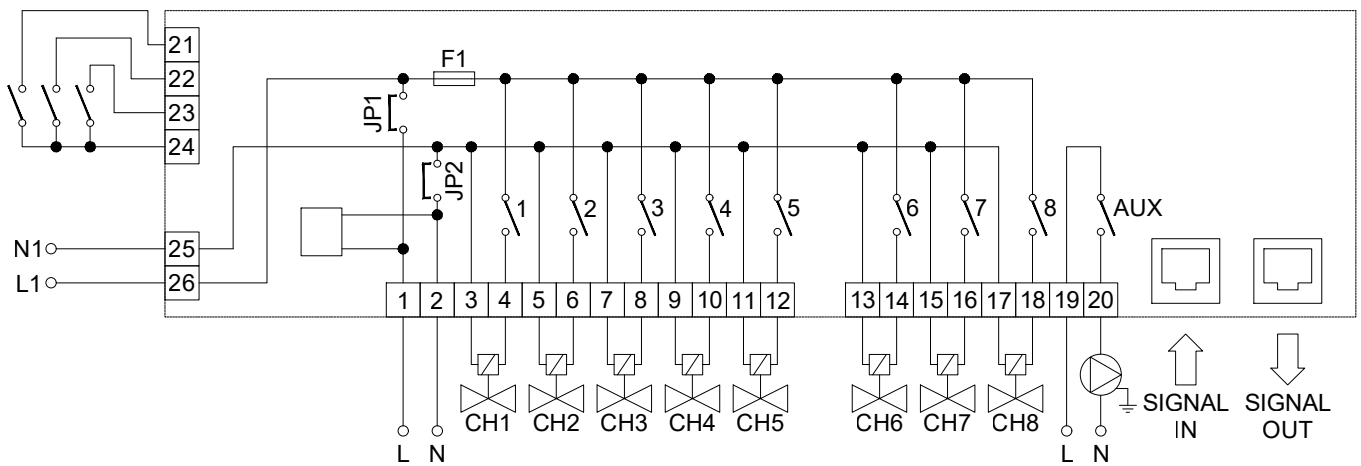 21
F1
22
23
JP1
24
JP2
1 2 3 4 5 6 7 8 AUX
N1 25
L1 26
1 2 3 4 5 6 7 8 9 10 11 12 13 14 15 16 17 18 19 20
CH1 CH2 CH3 CH4 CH5 CH6 CH7 CH8
SIGNAL IN
SIGNAL OUT
L N L N